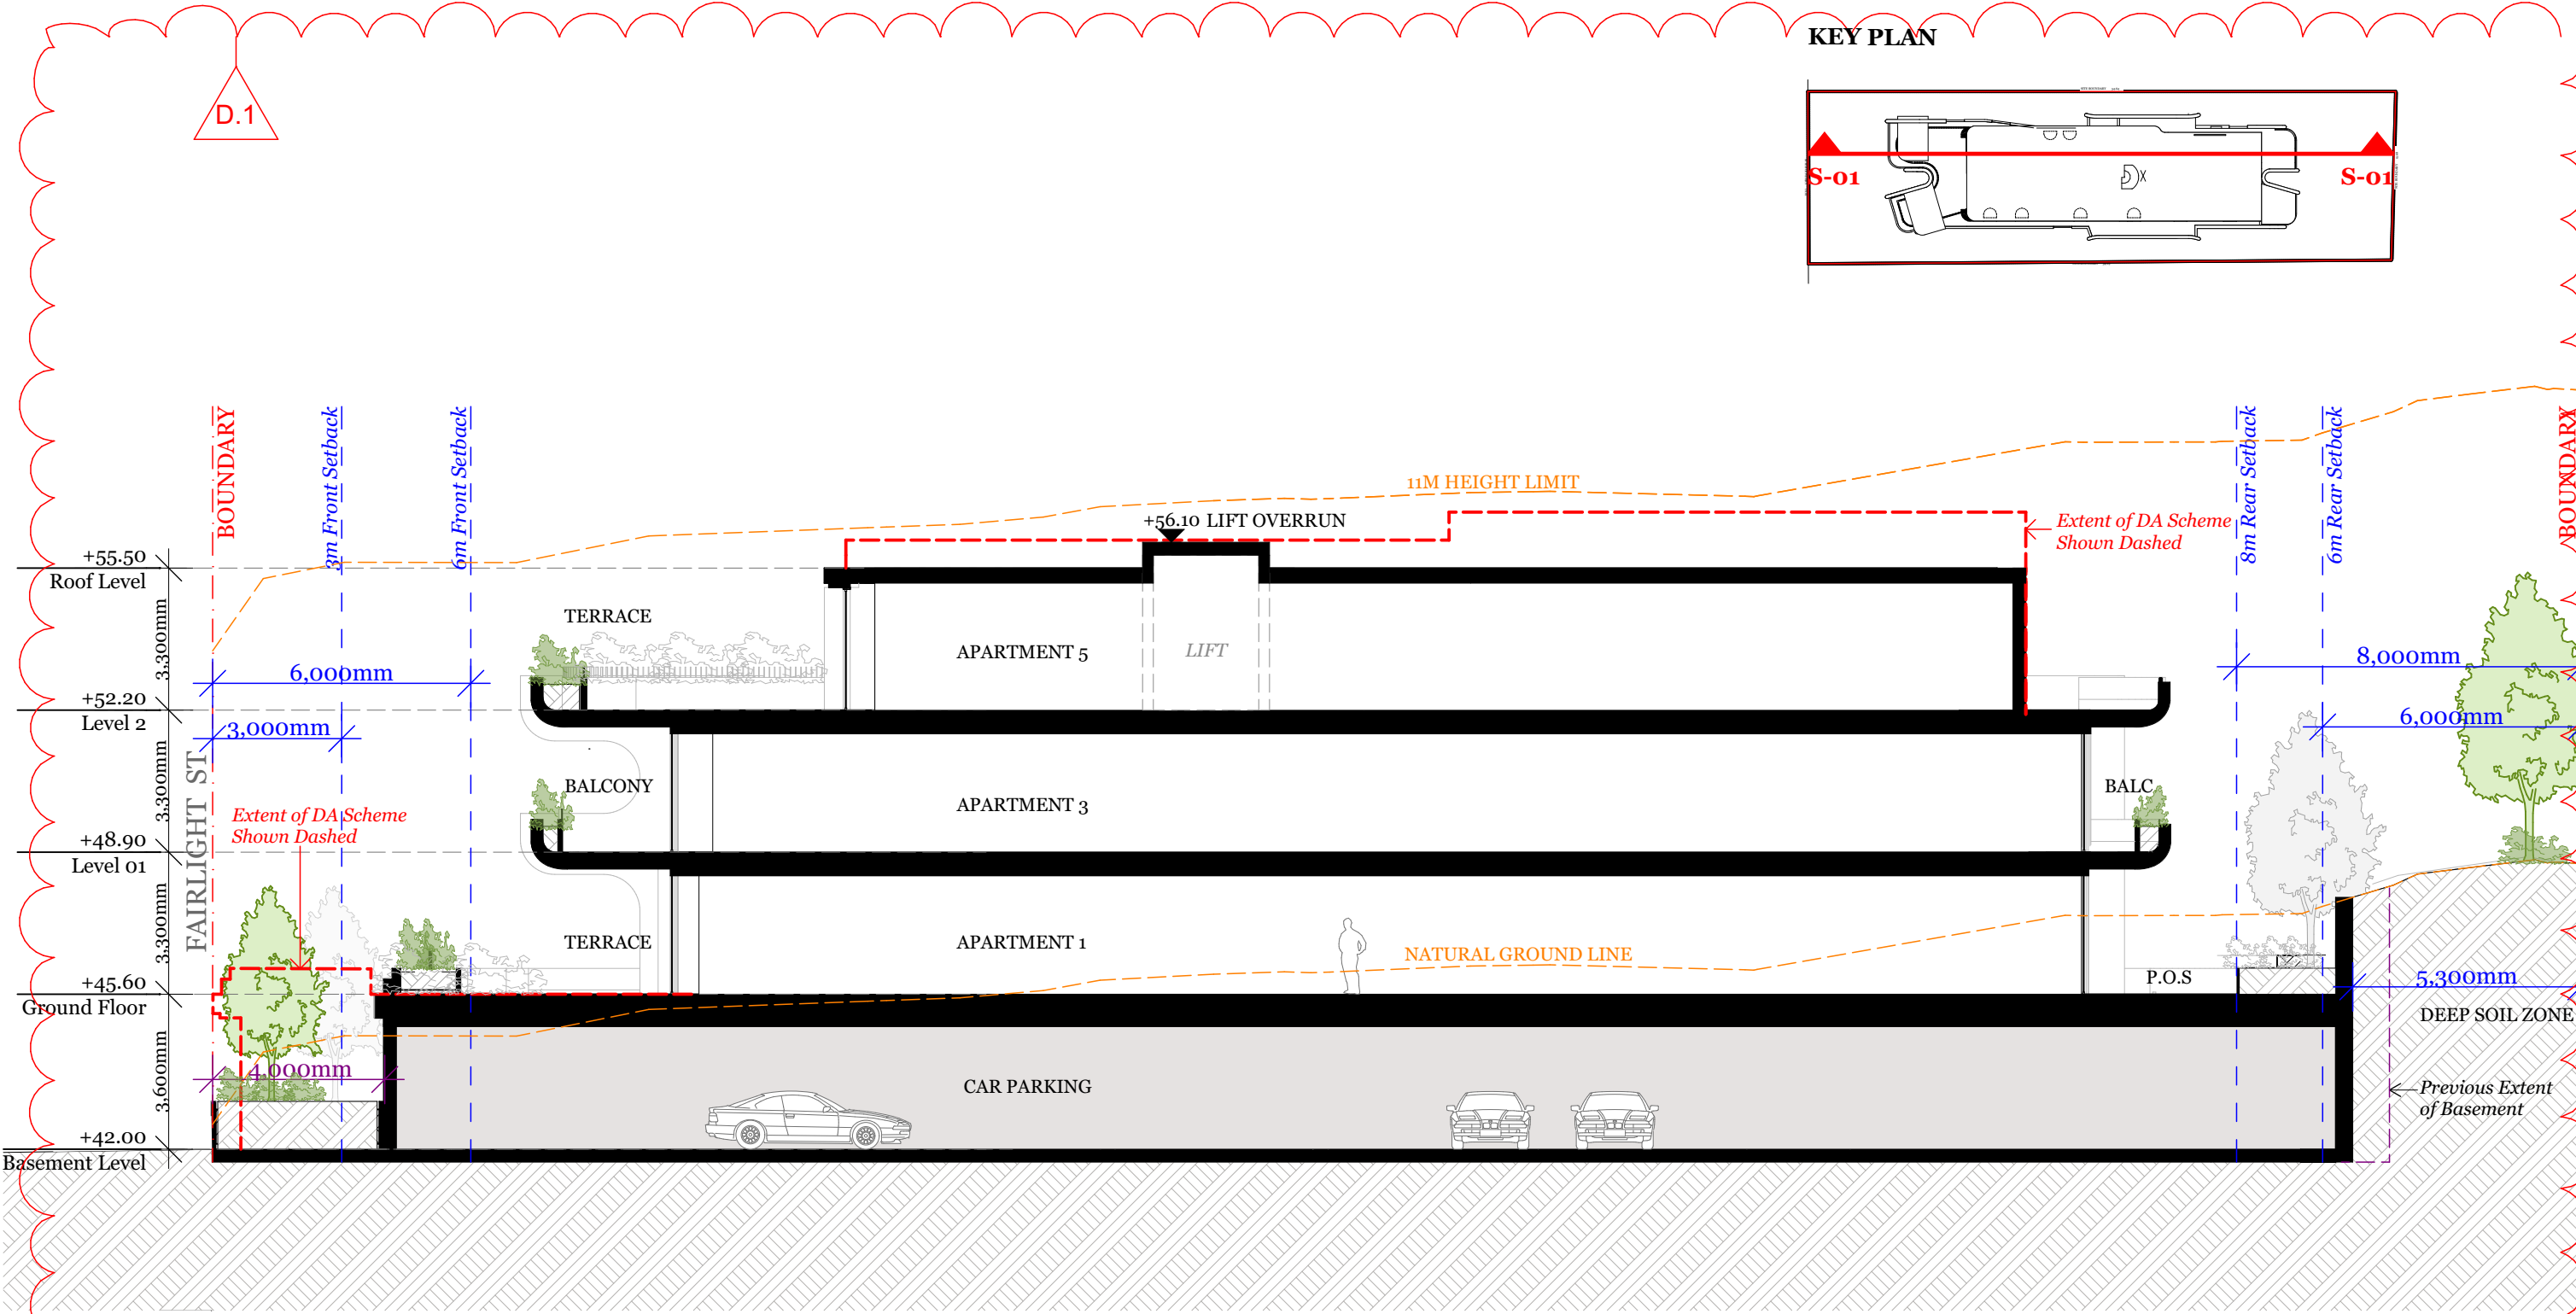 KEY PLAN
D.1
S-01
S-01
BOUNDARY
3m Front Setback
6m Front Setback
8m Rear Setback
6m Rear Setback
BOUNDARY
11M HEIGHT LIMIT
+56.10 LIFT OVERRUN
Extent of DA Scheme
Shown Dashed
+55.50
Roof Level
3,300mm
TERRACE
APARTMENT 5
LIFT
6,000mm
8,000mm
+52.20
Level 2
3,000mm
6,000mm
3,300mm
FAIRLIGHT ST
BALCONY
APARTMENT 3
BALC
Extent of DA Scheme
Shown Dashed
+48.90
Level 01
3,300mm
TERRACE
APARTMENT 1
NATURAL GROUND LINE
P.O.S
5,300mm
+45.60
Ground Floor
DEEP SOIL ZONE
3,600mm
4,000mm
CAR PARKING
Previous Extent
of Basement
+42.00
Basement Level